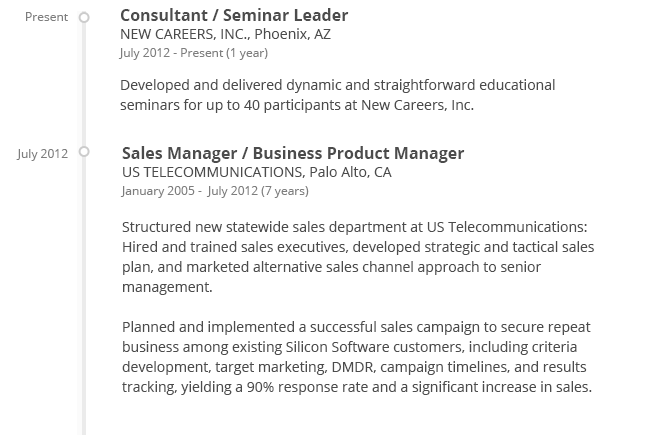 Present
Consultant / Seminar Leader
NEW CAREERS, INC., Phoenix, AZ
July 2012 - Present (1 year)
Developed and delivered dynamic and straightforward educational
seminars for up to 40 participants at New Careers, Inc.
July 2012
Sales Manager / Business Product Manager
US TELECOMMUNICATIONS, Palo Alto, CA
January 2005 - July 2012 (7 years)
Structured new statewide sales department at US Telecommunications:
Hired and trained sales executives, developed strategic and tactical sales
plan, and marketed alternative sales channel approach to senior
management.
Planned and implemented a successful sales campaign to secure repeat
business among existing Silicon Software customers, including criteria
development, target marketing, DMDR, campaign timelines, and results
tracking, yielding a 90% response rate and a significant increase in sales.